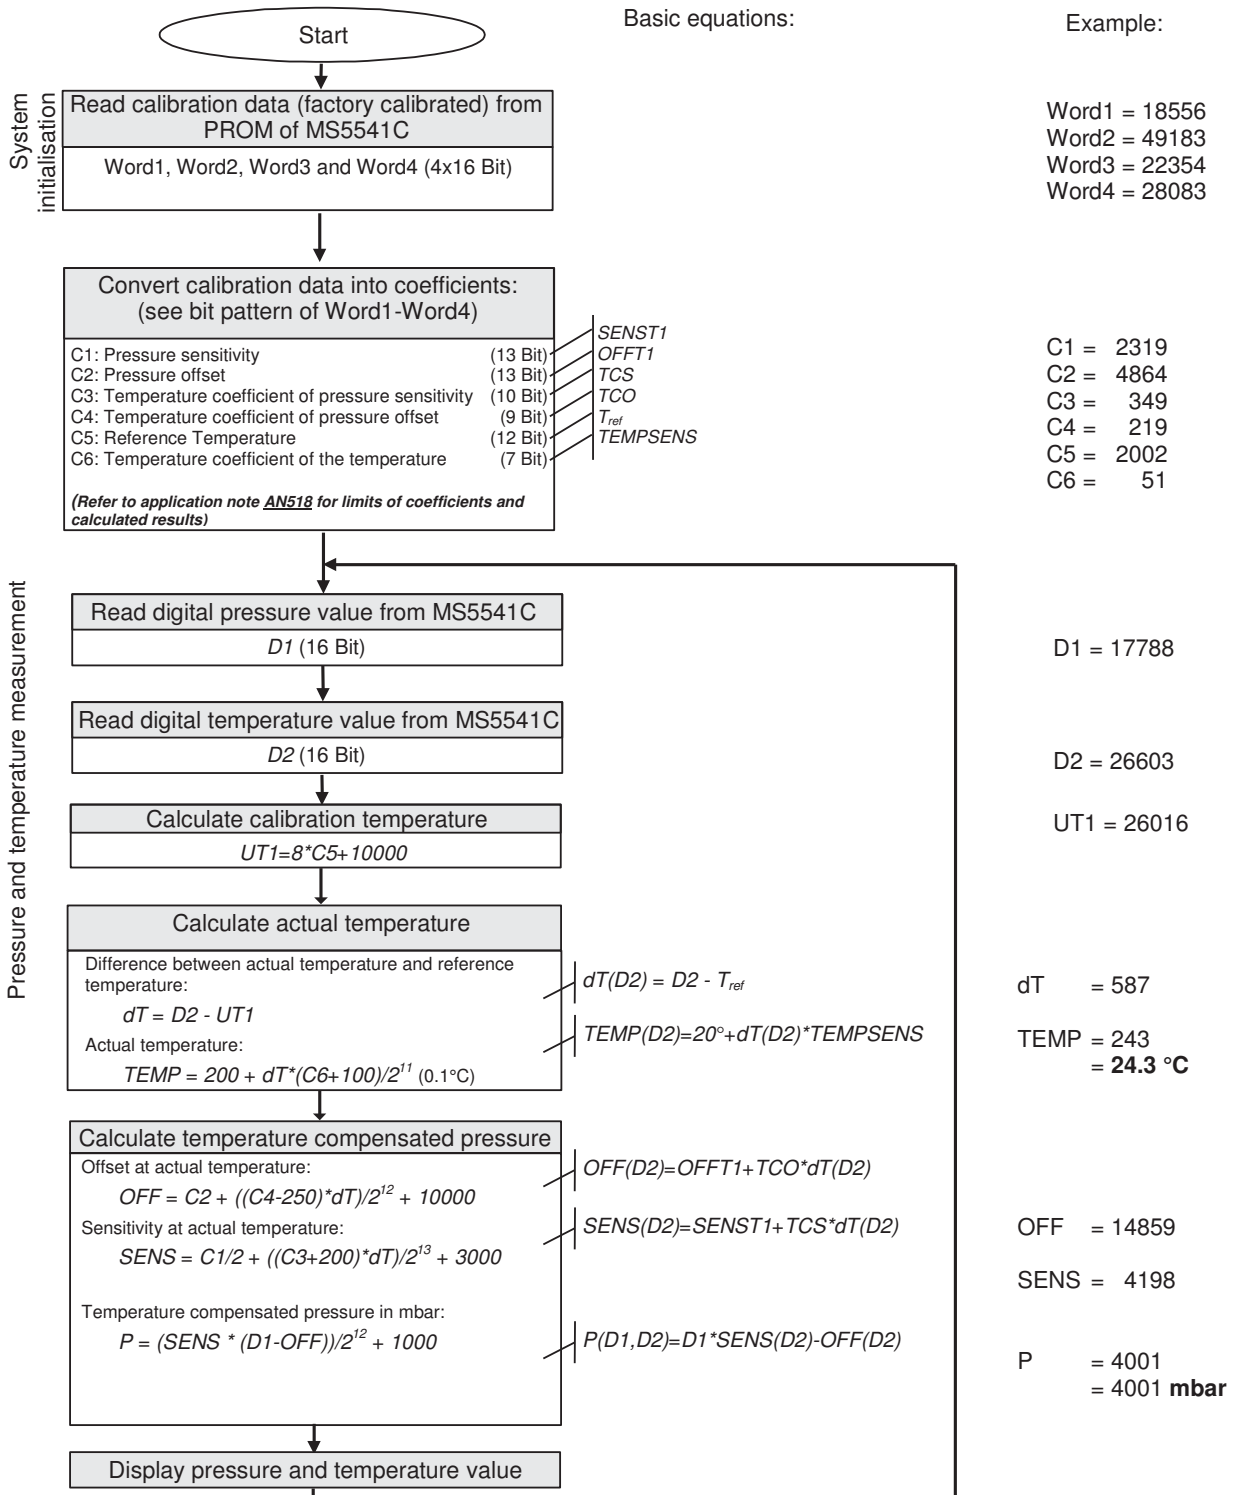 Basic equations:
Example:
Start
System
initialisation
Read calibration data (factory calibrated) from
PROM of MS5541C
Word1, Word2, Word3 and Word4 (4x16 Bit)
Word1 = 18556
Word2 = 49183
Word3 = 22354
Word4 = 28083
Convert calibration data into coefficients:
(see bit pattern of Word1-Word4)
C1: Pressure sensitivity (13 Bit) SENST1
C2: Pressure offset (13 Bit) OFFT1
C3: Temperature coefficient of pressure sensitivity (10 Bit) TCS
C4: Temperature coefficient of pressure offset (9 Bit) TCO
C5: Reference Temperature (12 Bit) Tref
C6: Temperature coefficient of the temperature (7 Bit) TEMPSENS
(Refer to application note AN518 for limits of coefficients and
calculated results)
C1 = 2319
C2 = 4864
C3 = 349
C4 = 219
C5 = 2002
C6 = 51
Pressure and temperature measurement
Read digital pressure value from MS5541C
D1 (16 Bit)
D1 = 17788
Read digital temperature value from MS5541C
D2 (16 Bit)
D2 = 26603
Calculate calibration temperature
UT1=8*C5+10000
UT1 = 26016
Calculate actual temperature
Difference between actual temperature and reference
temperature:
dT = D2 - UT1
dT(D2) = D2 - Tref
dT = 587
Actual temperature:
TEMP = 200 + dT*(C6+100)/2^11 (0.1°C)
TEMP(D2)=20°+dT(D2)*TEMPSENS
TEMP = 243
= 24.3 °C
Calculate temperature compensated pressure
Offset at actual temperature:
OFF = C2 + ((C4-250)*dT)/2^12 + 10000
OFF(D2)=OFFT1+TCO*dT(D2)
OFF = 14859
Sensitivity at actual temperature:
SENS = C1/2 + ((C3+200)*dT)/2^13 + 3000
SENS(D2)=SENST1+TCS*dT(D2)
SENS = 4198
Temperature compensated pressure in mbar:
P = (SENS * (D1-OFF))/2^12 + 1000
P(D1,D2)=D1*SENS(D2)-OFF(D2)
P = 4001
= 4001 mbar
Display pressure and temperature value